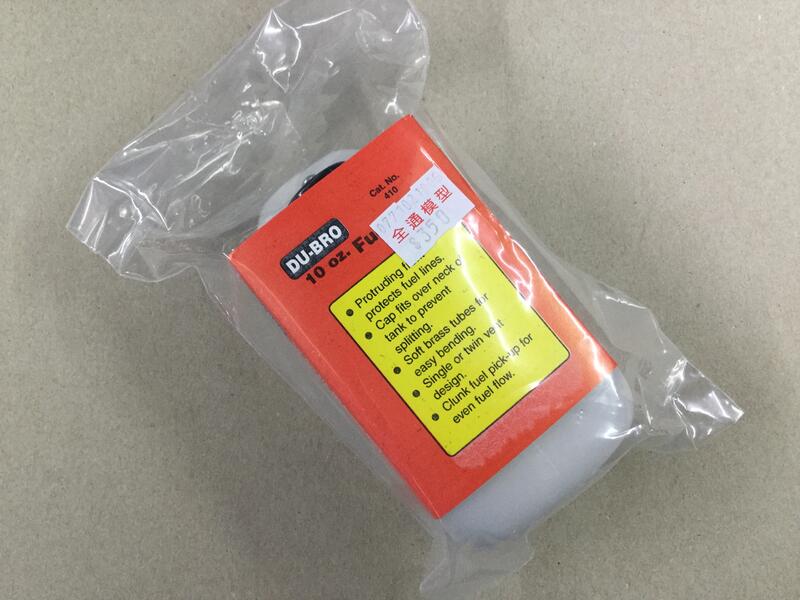 Cat. No.
410
DU-BRO
10 oz. Fu
全通模型
$350
• Protruding
protects fuel lines.
• Cap fits over neck of
tank to prevent
splitting.
• Soft brass tubes for
easy bending.
• Single or twin vent
design.
• Clunk fuel pick-up for
even fuel flow.